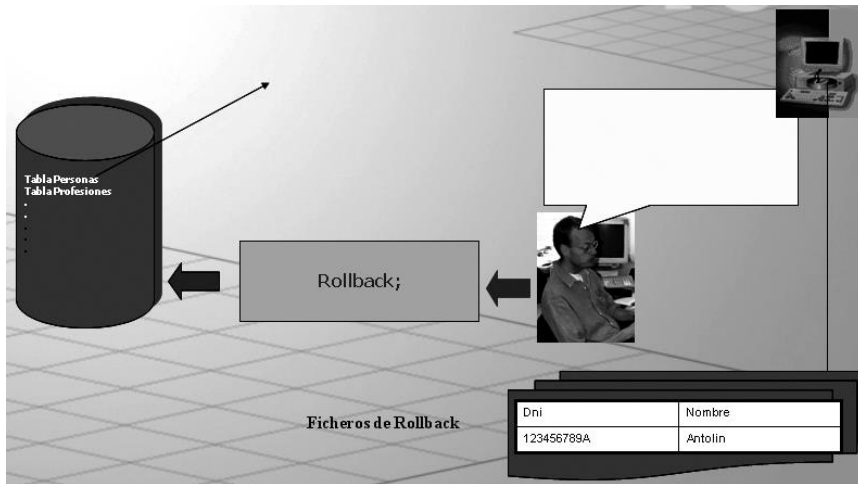 Tabla Personas
Tabla Profesiones
.
.
.
.
.
Rollback;
Ficheros de Rollback
Dni Nombre
123456789A Antolin